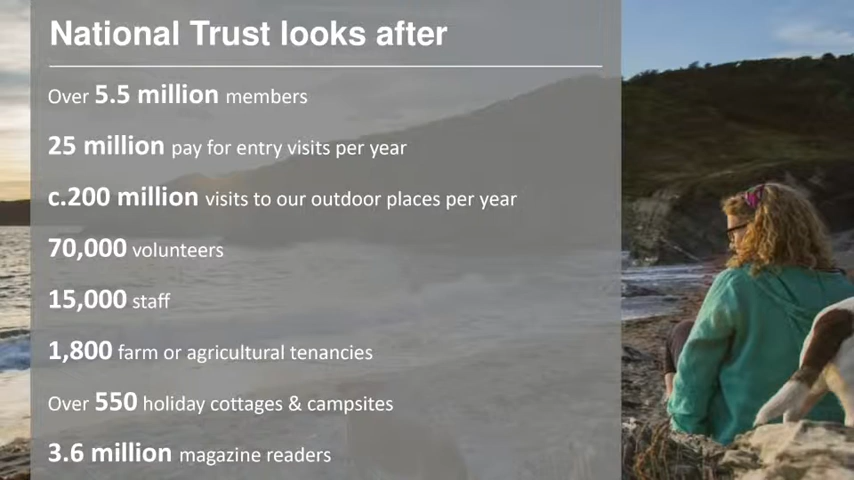 National Trust looks after
Over 5.5 million members
25 million pay for entry visits per year
c.200 million visits to our outdoor places per year
70,000 volunteers
15,000 staff
1,800 farm or agricultural tenancies
Over 550 holiday cottages & campsites
3.6 million magazine readers